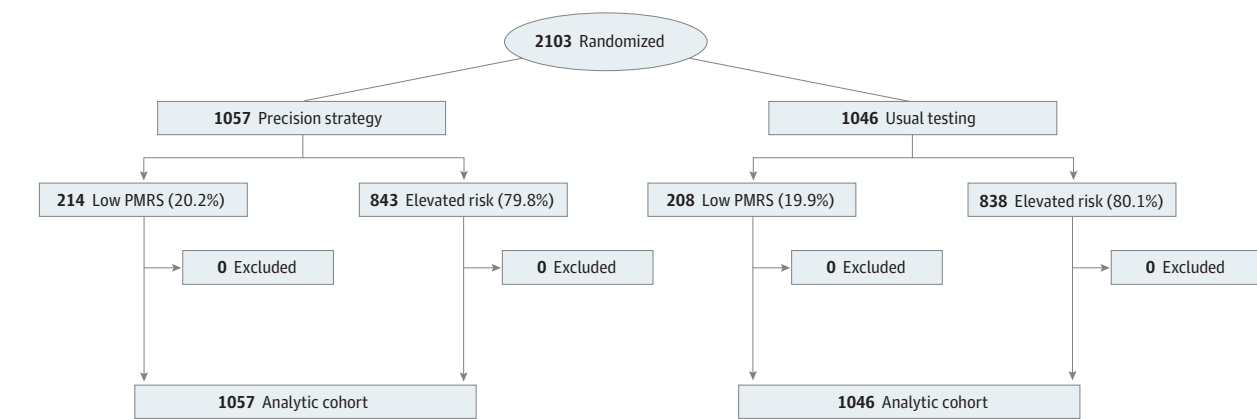 2103 Randomized
1057 Precision strategy
1046 Usual testing
214 Low PMRS (20.2%)
843 Elevated risk (79.8%)
208 Low PMRS (19.9%)
838 Elevated risk (80.1%)
0 Excluded
0 Excluded
0 Excluded
0 Excluded
1057 Analytic cohort
1046 Analytic cohort